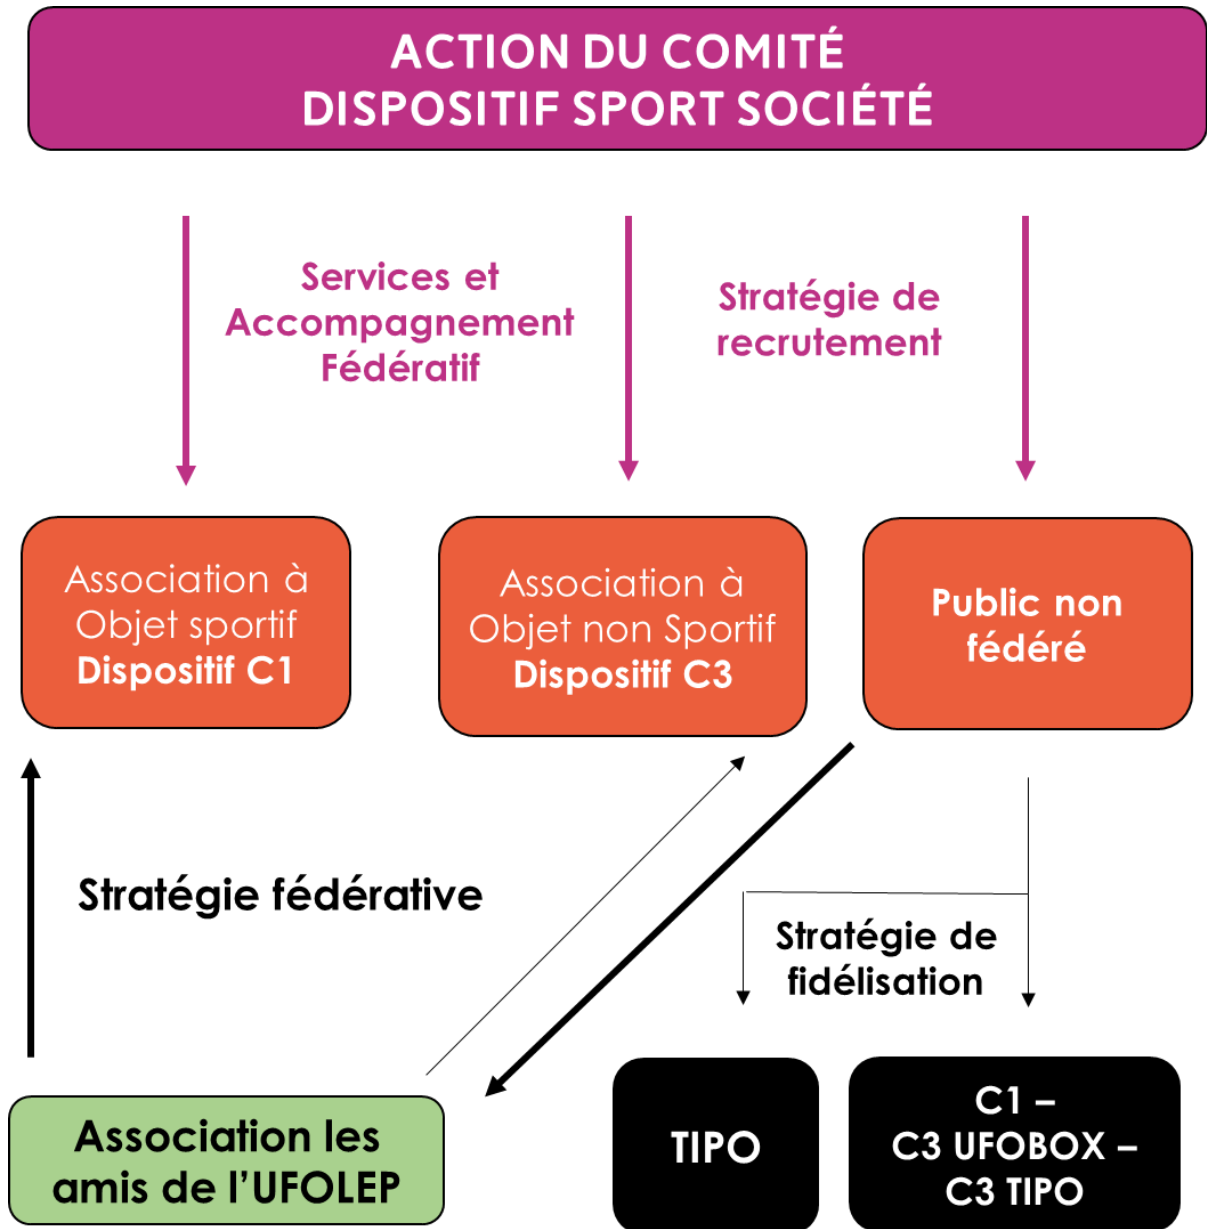 ACTION DU COMITÉ
DISPOSITIF SPORT SOCIÉTÉ
Services et
Accompagnement
Fédératif
Stratégie de
recrutement
Association à
Objet sportif
Dispositif C1
Association à
Objet non Sportif
Dispositif C3
Public non
fédéré
Stratégie fédérative
Stratégie de
fidélisation
Association les
amis de l'UFOLEP
TIPO
C1 –
C3 UFOBOX –
C3 TIPO